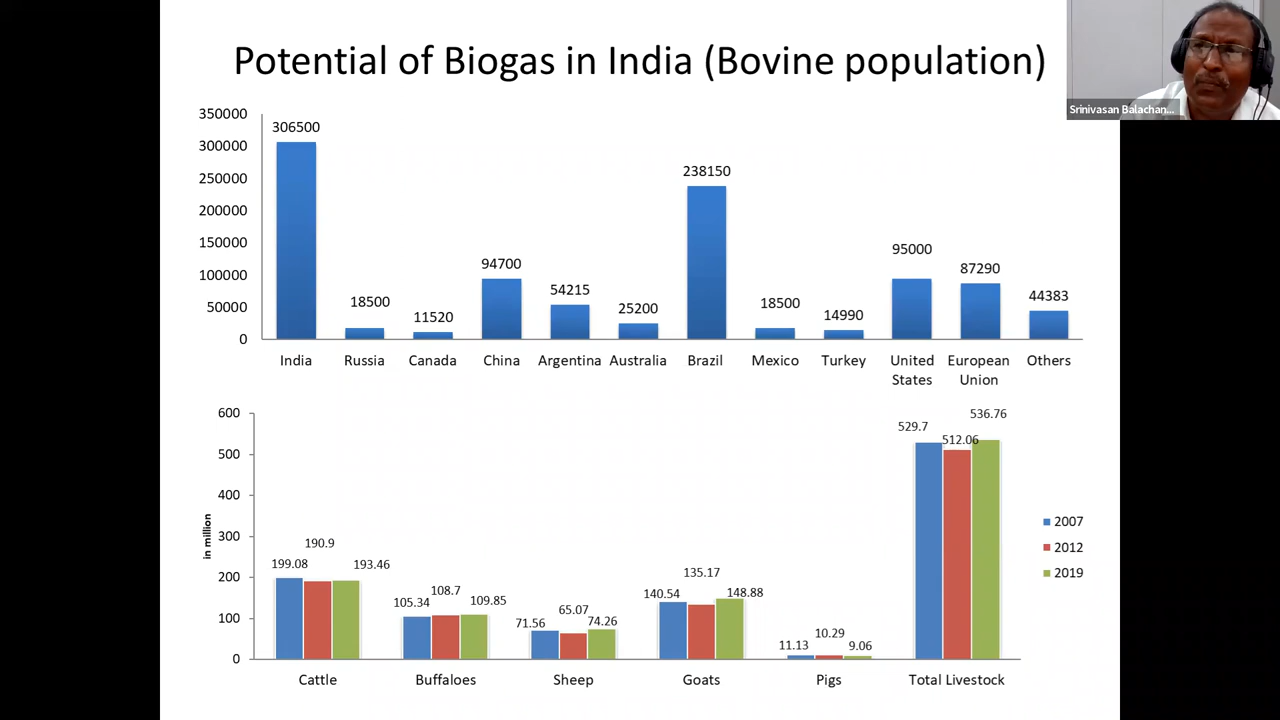 Potential of Biogas in India (Bovine population)
Srinivasan Balachan...
350000
300000
250000
200000
150000
100000
50000
0
306500
18500
11520
94700
54215
25200
238150
18500
14990
95000
87290
44383
India
Russia
Canada
China
Argentina
Australia
Brazil
Mexico
Turkey
United
States
European
Union
Others
600
500
400
300
200
100
0
in million
199.08
190.9
193.46
105.34
108.7
109.85
71.56
65.07
74.26
140.54
135.17
148.88
11.13
10.29
9.06
529.7
512.06
536.76
Cattle
Buffaloes
Sheep
Goats
Pigs
Total Livestock
2007
2012
2019